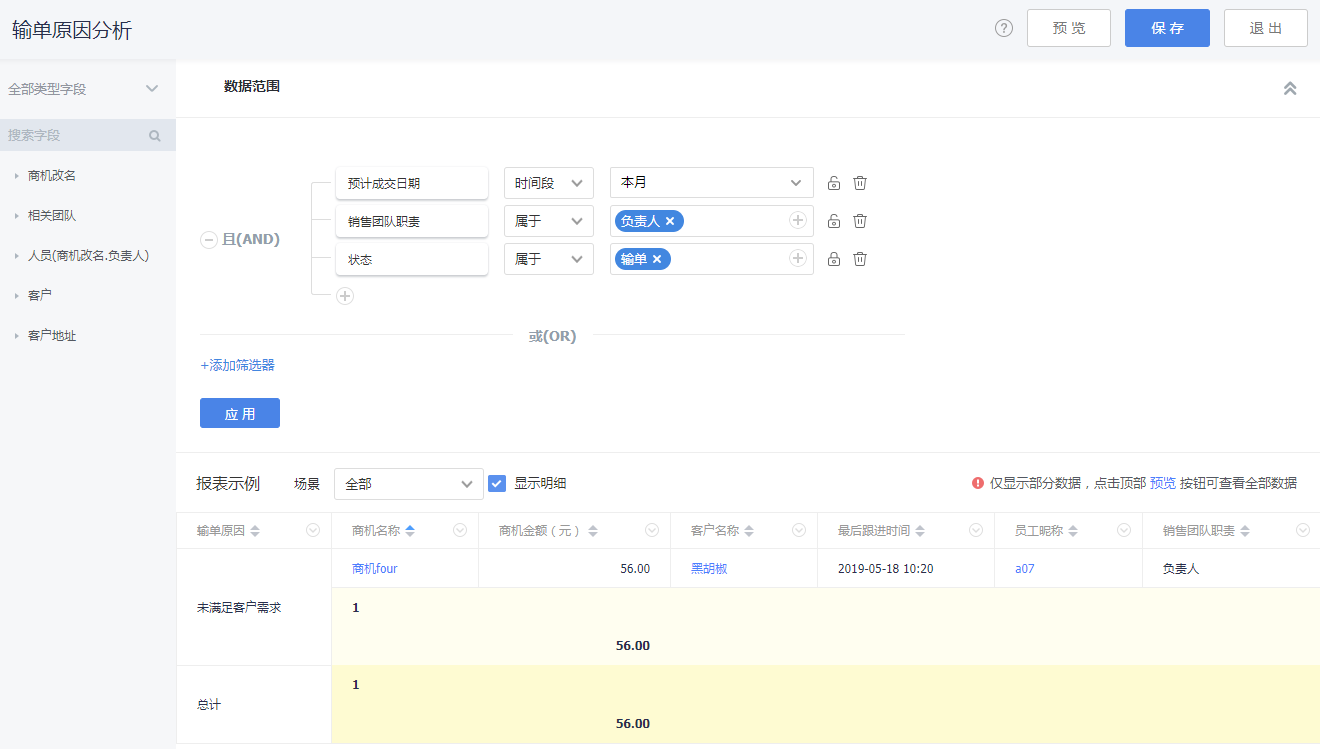 输单原因分析
预 览
保 存
退 出
全部类型字段
搜索字段
商机改名
相关团队
人员(商机改名.负责人)
客户
客户地址
数据范围
且(AND)
预计成交日期 时间段 本月
销售团队职责 属于 负责人 ×
状态 属于 输单 ×
或(OR)
+添加筛选器
应 用
报表示例 场景 全部 显示明细 仅显示部分数据，点击顶部 预览 按钮可查看全部数据
输单原因 商机名称 商机金额（元） 客户名称 最后跟进时间 员工昵称 销售团队职责
商机four 56.00 黑胡椒 2019-05-18 10:20 a07 负责人
未满足客户需求 1
56.00
1
总计
56.00